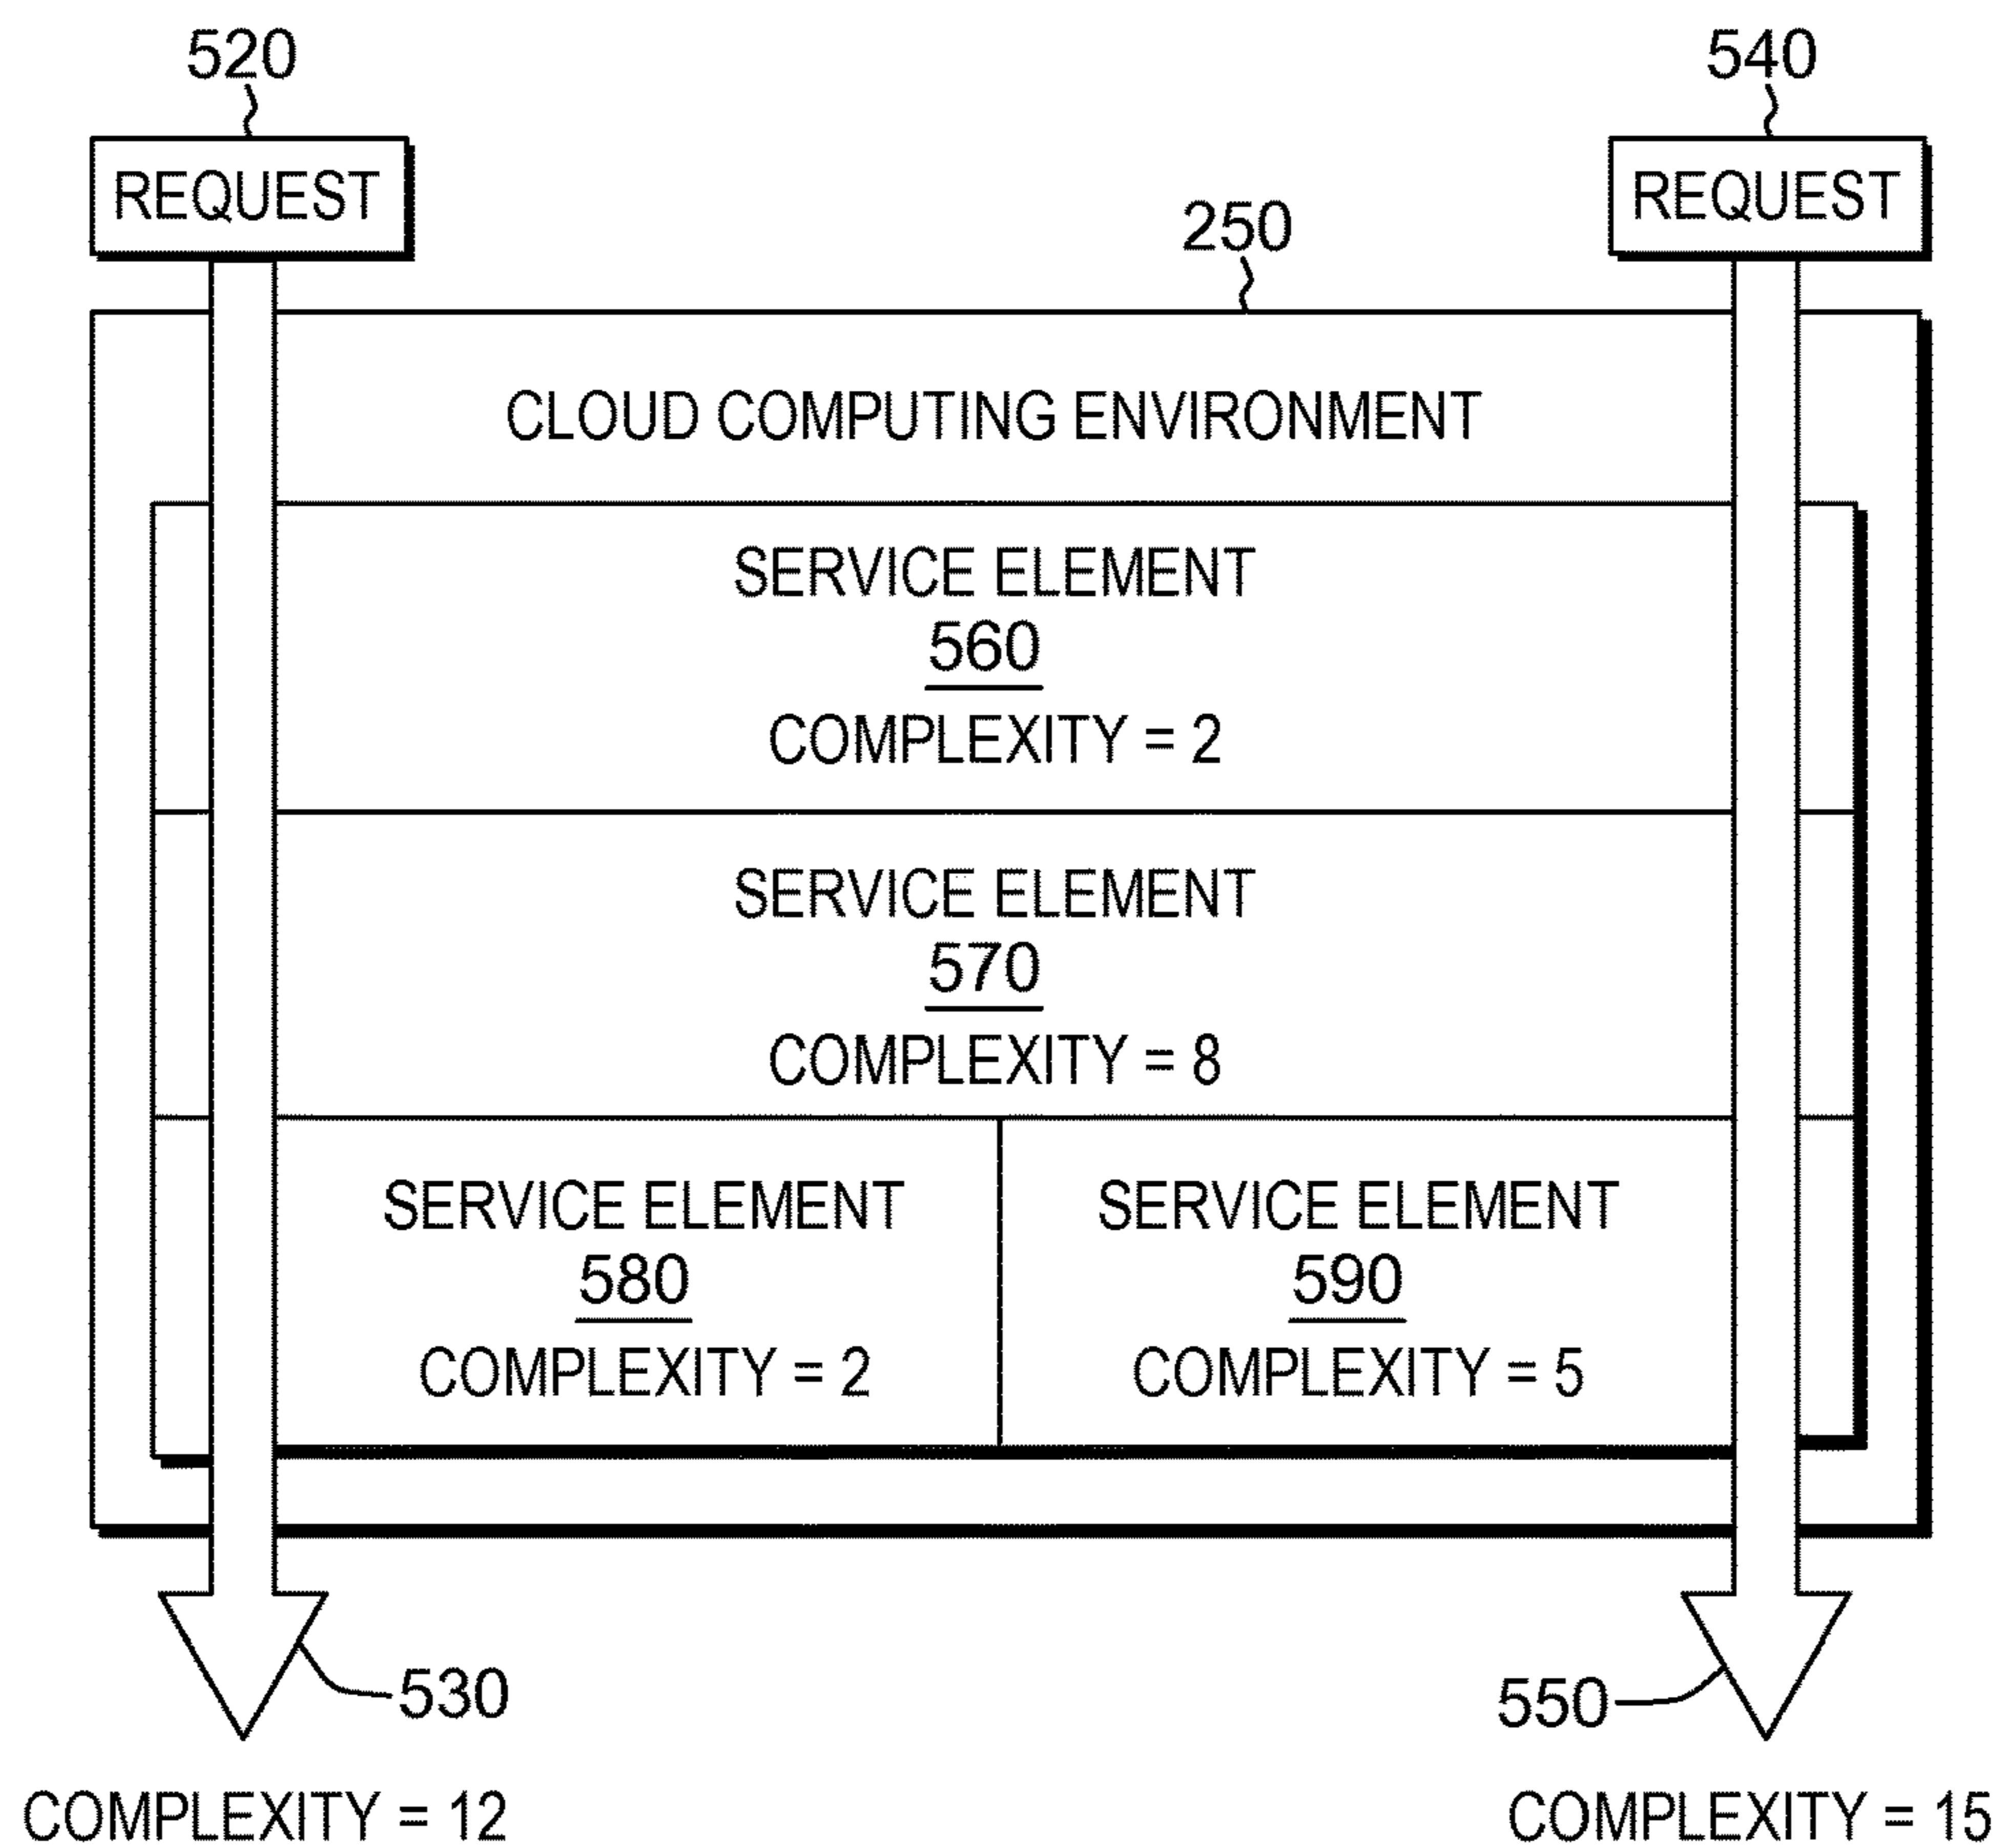 520
540
REQUEST
REQUEST
250
CLOUD COMPUTING ENVIRONMENT
SERVICE ELEMENT
560
COMPLEXITY = 2
SERVICE ELEMENT
570
COMPLEXITY = 8
SERVICE ELEMENT
580
COMPLEXITY = 2
SERVICE ELEMENT
590
COMPLEXITY = 5
530
550
COMPLEXITY = 12
COMPLEXITY = 15